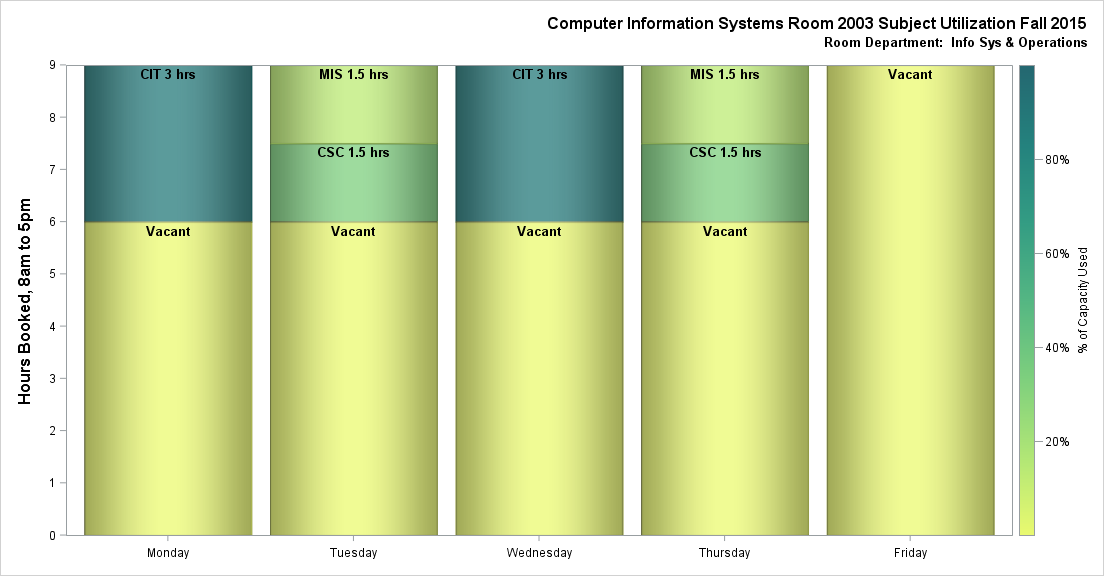 Computer Information Systems Room 2003 Subject Utilization Fall 2015
Room Department: Info Sys & Operations
Hours Booked, 8am to 5pm
9
8
7
6
5
4
3
2
1
0
CIT 3 hrs
Vacant
MIS 1.5 hrs
CSC 1.5 hrs
Vacant
CIT 3 hrs
Vacant
MIS 1.5 hrs
CSC 1.5 hrs
Vacant
Vacant
Monday
Tuesday
Wednesday
Thursday
Friday
80%
60%
40%
20%
% of Capacity Used